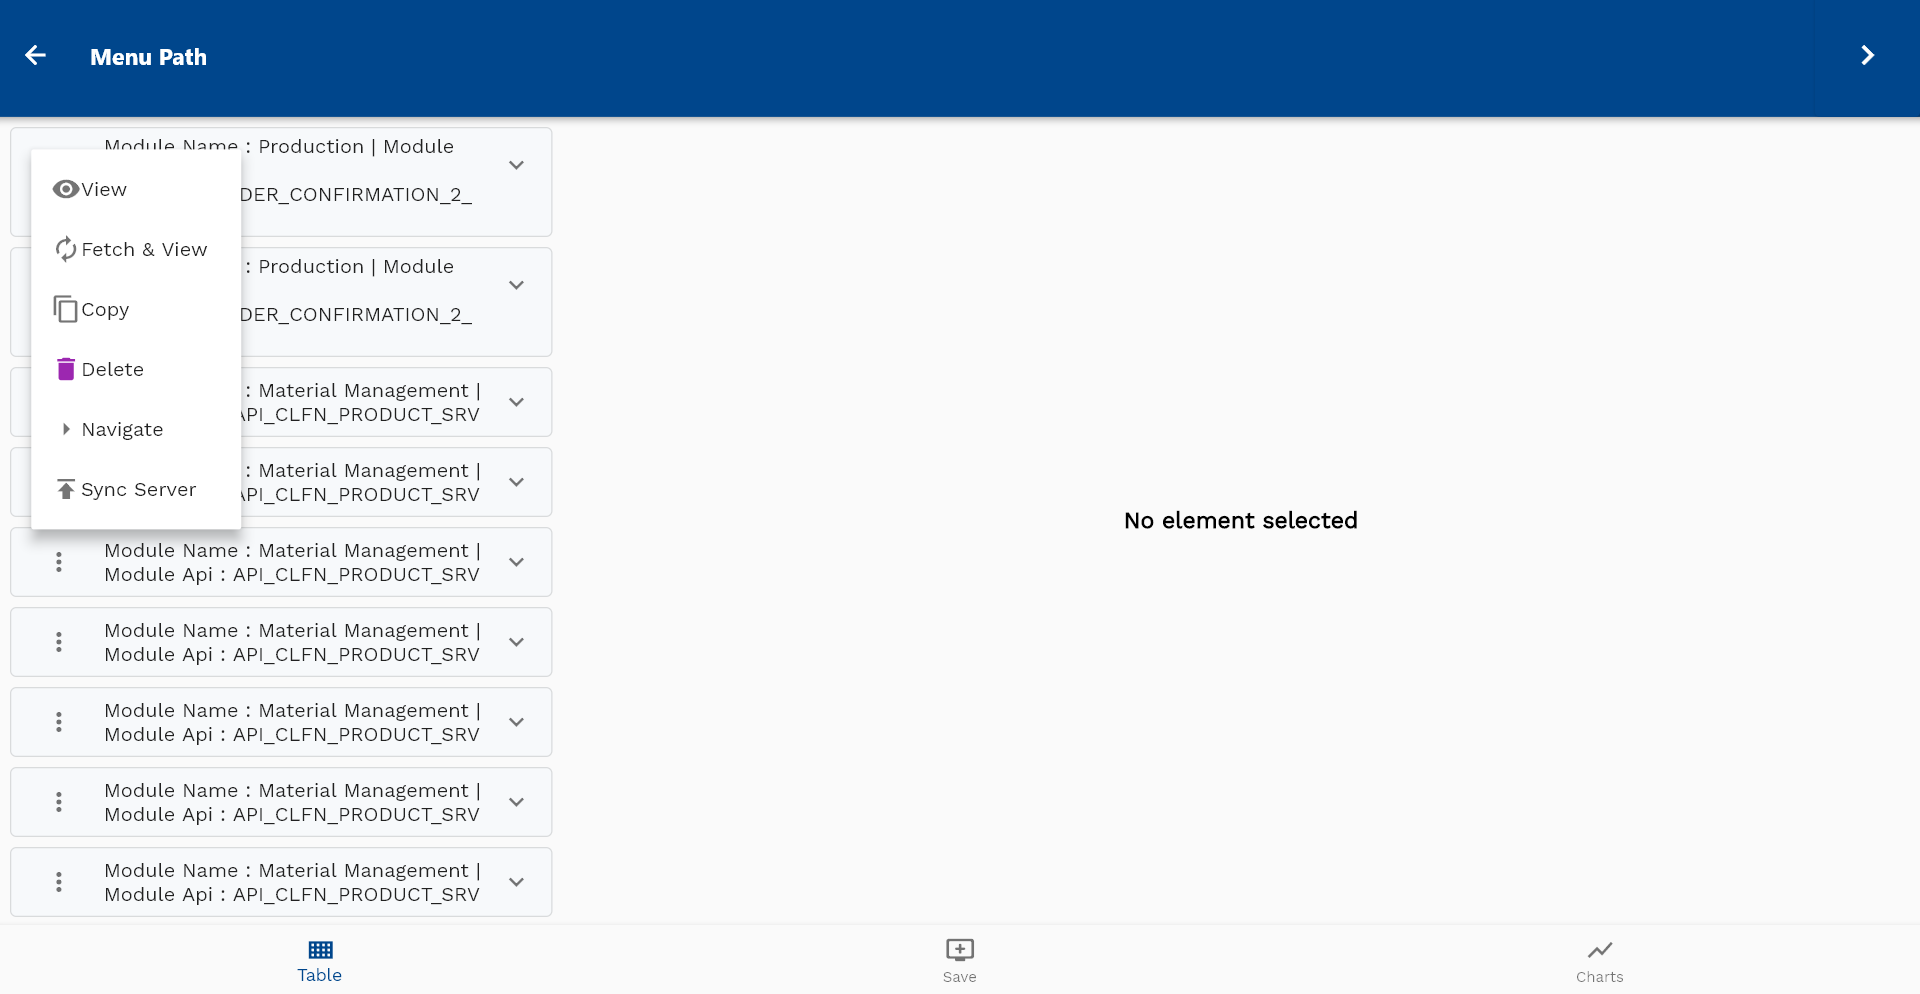 Menu Path
Module Name : Production | Module
DER_CONFIRMATION_2_
: Production | Module
DER_CONFIRMATION_2_
: Material Management |
API_CLFN_PRODUCT_SRV
: Material Management |
API_CLFN_PRODUCT_SRV
View
Fetch & View
Copy
Delete
Navigate
Sync Server
Module Name : Material Management |
Module Api : API_CLFN_PRODUCT_SRV
Module Name : Material Management |
Module Api : API_CLFN_PRODUCT_SRV
Module Name : Material Management |
Module Api : API_CLFN_PRODUCT_SRV
Module Name : Material Management |
Module Api : API_CLFN_PRODUCT_SRV
Module Name : Material Management |
Module Api : API_CLFN_PRODUCT_SRV
No element selected
Table
Save
Charts